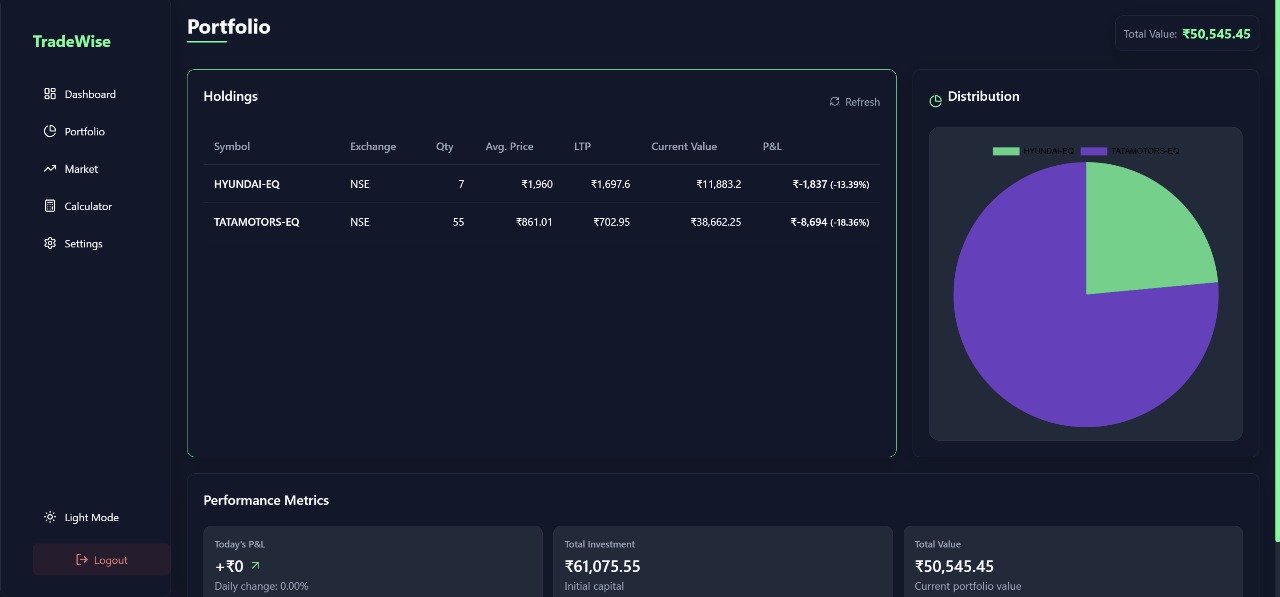 TradeWise
Dashboard
Portfolio
Market
Calculator
Settings
Light Mode
Logout
Portfolio
Total Value: ₹50,545.45
Holdings
Refresh
Symbol Exchange Qty Avg. Price LTP Current Value P&L
HYUNDAI-EQ NSE 7 ₹1,960 ₹1,697.6 ₹11,883.2 ₹-1,837 (-13.39%)
TATAMOTORS-EQ NSE 55 ₹861.01 ₹702.95 ₹38,662.25 ₹-8,694 (-18.36%)
Distribution
HYUNDAI-EQ TATAMOTORS-EQ
Performance Metrics
Today's P&L
+₹0
Daily change: 0.00%
Total Investment
₹61,075.55
Initial capital
Total Value
₹50,545.45
Current portfolio value